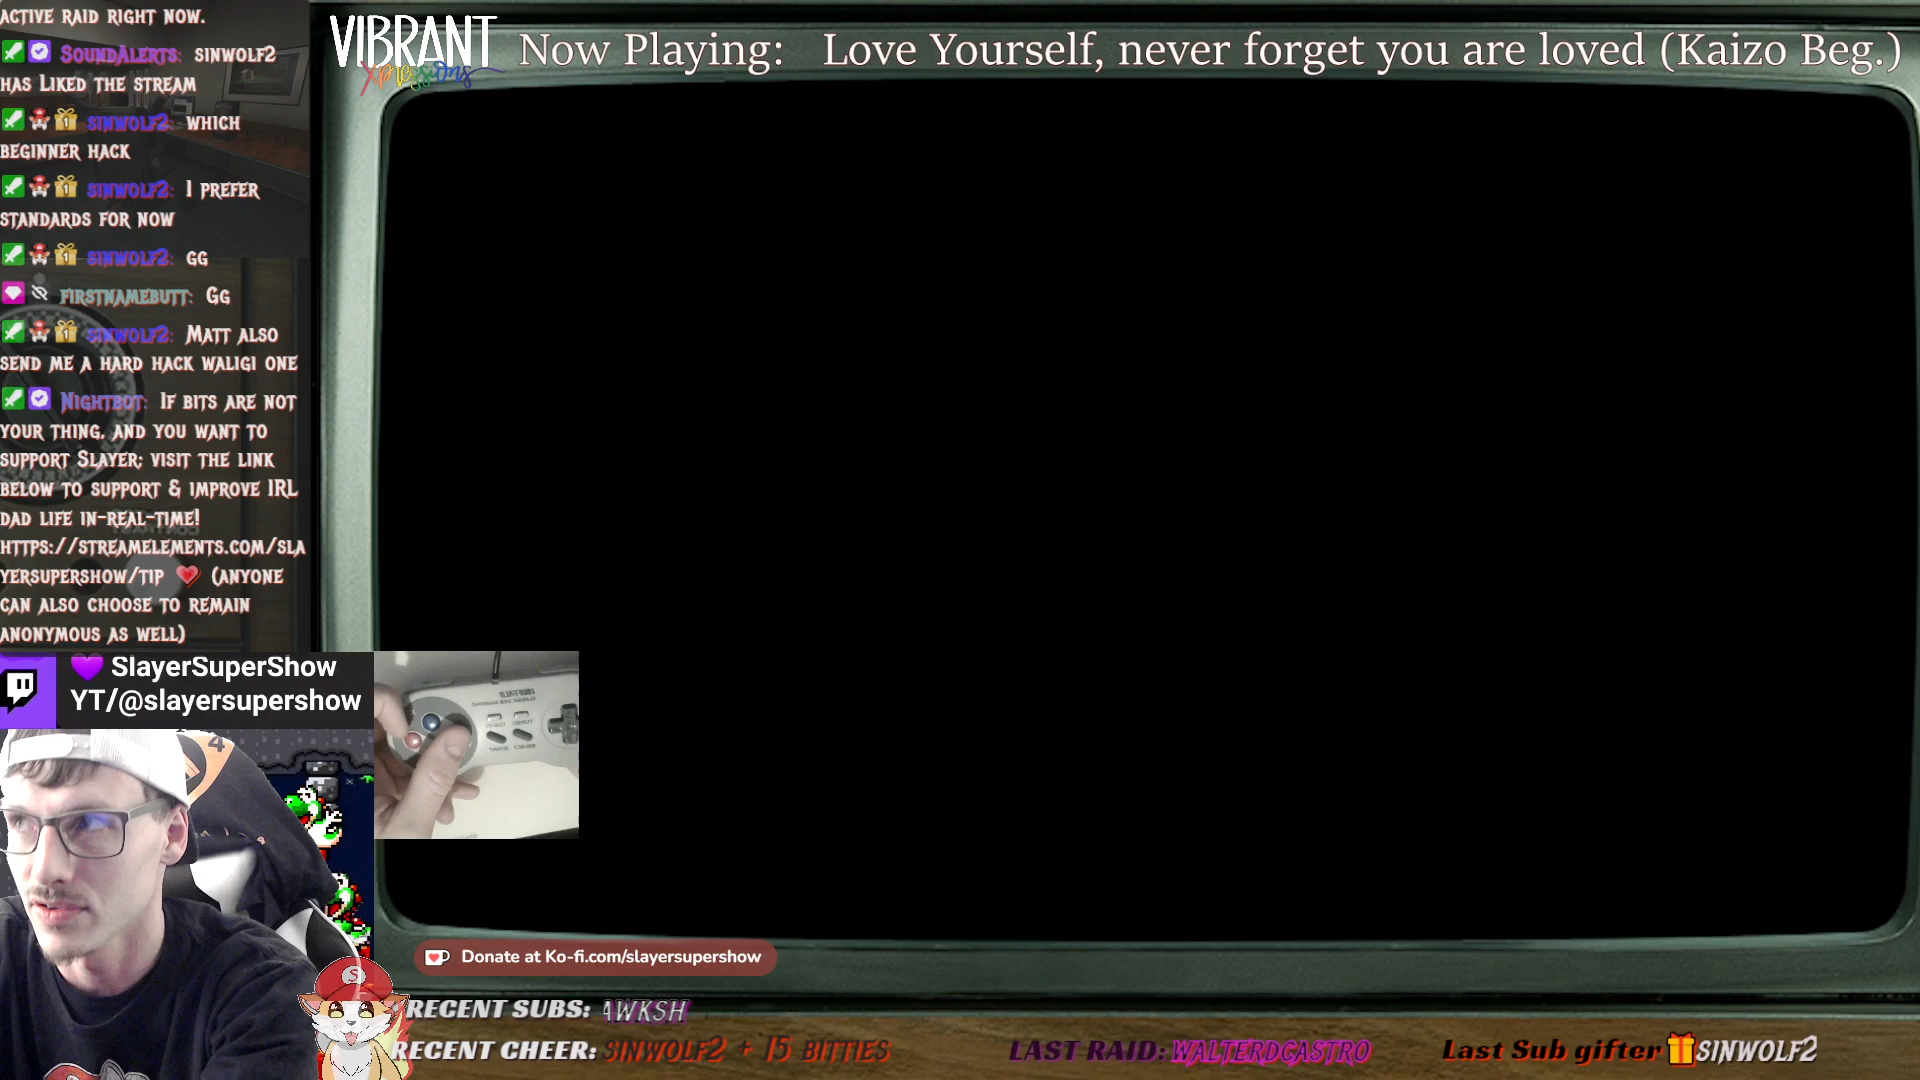 ACTIVE RAID RIGHT NOW.
SOUNDALERTS: SINWOLF2
HAS LIKED THE STREAM
SINWOLF2: WHICH
BEGINNER HACK
SINWOLF2: I PREFER
STANDARDS FOR NOW
SINWOLF2: GG
FIRSTNAMEBUTT: GG
SINWOLF2: MATT ALSO
SEND ME A HARD HACK WALIGI ONE
NIGHTBOT: IF BITS ARE NOT
YOUR THING, AND YOU WANT TO
SUPPORT SLAYER; VISIT THE LINK
BELOW TO SUPPORT & IMPROVE IRL
DAD LIFE IN-REAL-TIME!
HTTPS://STREAMELEMENTS.COM/SLA
YERSUPERSHOW/TIP ❤️ (ANYONE
CAN ALSO CHOOSE TO REMAIN
ANONYMOUS AS WELL)
💜 SlayerSuperShow
YT/@slayersupershow
VIBRANT
Xpressions
Now Playing: Love Yourself, never forget you are loved (Kaizo Beg.)
Donate at Ko-fi.com/slayersupershow
RECENT SUBS: AWKSH
RECENT CHEER: SINWOLF2 + 15 BITTIES
LAST RAID: WALTERDCASTRO
Last Sub gifter 🎁 SINWOLF2